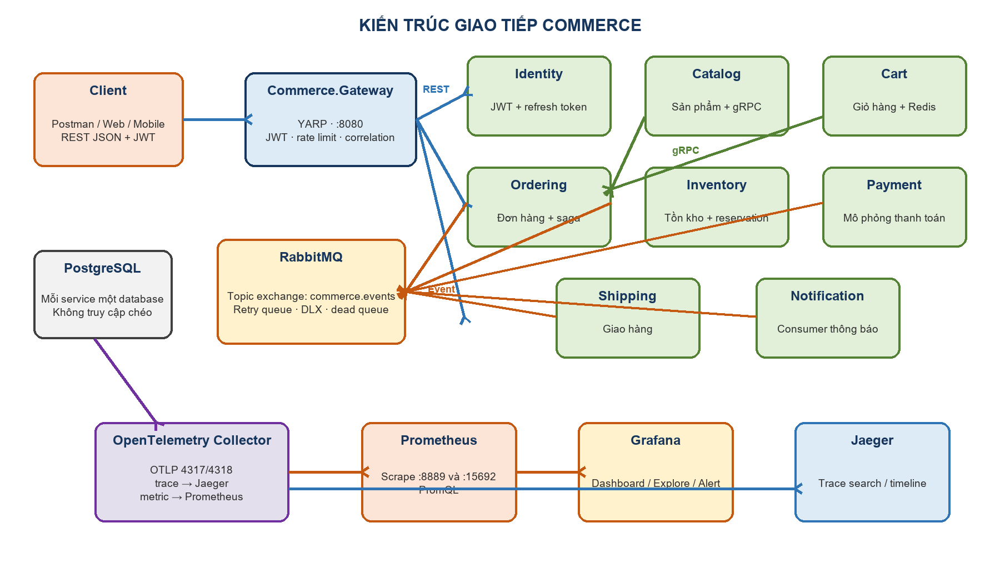 KIẾN TRÚC GIAO TIẾP COMMERCE
Client
Postman / Web / Mobile
REST JSON + JWT
Commerce.Gateway
YARP · :8080
JWT · rate limit · correlation
REST
Identity
JWT + refresh token
Catalog
Sản phẩm + gRPC
Cart
Giỏ hàng + Redis
gRPC
Ordering
Đơn hàng + saga
Inventory
Tồn kho + reservation
Payment
Mô phỏng thanh toán
PostgreSQL
Mỗi service một database
Không truy cập chéo
RabbitMQ
Topic exchange: commerce.events
Retry queue · DLX · dead queue
Event
Shipping
Giao hàng
Notification
Consumer thông báo
OpenTelemetry Collector
OTLP 4317/4318
trace → Jaeger
metric → Prometheus
Prometheus
Scrape :8889 và :15692
PromQL
Grafana
Dashboard / Explore / Alert
Jaeger
Trace search / timeline